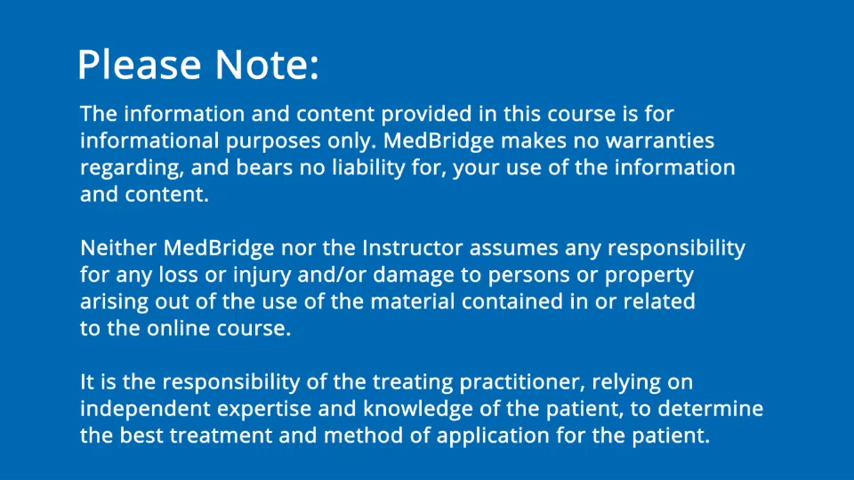 Please Note:
The information and content provided in this course is for
informational purposes only. MedBridge makes no warranties
regarding, and bears no liability for, your use of the information
and content.
Neither MedBridge nor the Instructor assumes any responsibility
for any loss or injury and/or damage to persons or property
arising out of the use of the material contained in or related
to the online course.
It is the responsibility of the treating practitioner, relying on
independent expertise and knowledge of the patient, to determine
the best treatment and method of application for the patient.